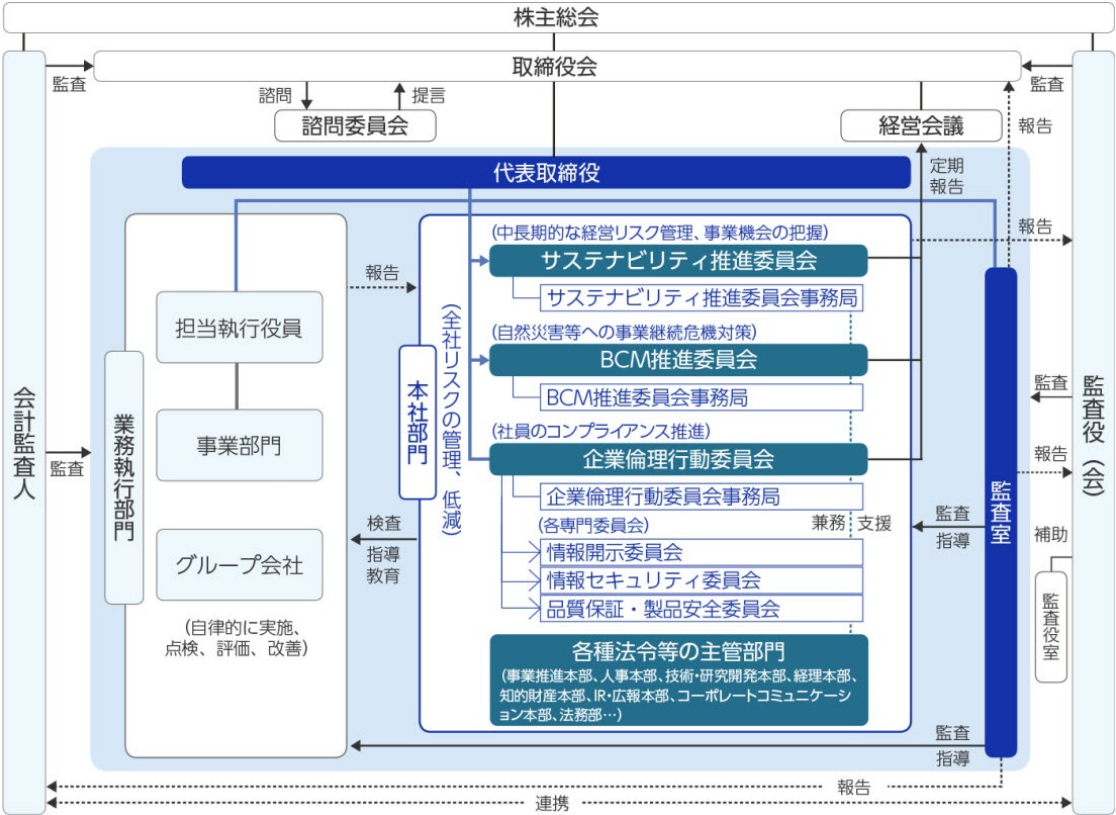 株主総会
取締役会
監査
監査
諮問
提言
報告
諮問委員会
経営会議
定期
報告
代表取締役
報告
(中長期的な経営リスク管理、事業機会の把握)
サステナビリティ推進委員会
サステナビリティ推進委員会事務局
報告
担当執行役員
(自然災害等への事業継続危機対策)
BCM推進委員会
BCM推進委員会事務局
(全社リスクの管理、低減)
本社部門
業務執行部門
会計監査人
監査
事業部門
(社員のコンプライアンス推進)
企業倫理行動委員会
企業倫理行動委員会事務局
(各専門委員会)
兼務
支援
情報開示委員会
情報セキュリティ委員会
品質保証・製品安全委員会
監査室
監査
報告
監査役(会)
監査
指導
補助
監査役室
検査
指導
教育
グループ会社
(自律的に実施、
点検、評価、改善)
各種法令等の主管部門
(事業推進本部、人事本部、技術・研究開発本部、経理本部、
知的財産本部、IR・広報本部、コーポレートコミュニケーシ
ョン本部、法務部…)
監査
指導
報告
連携